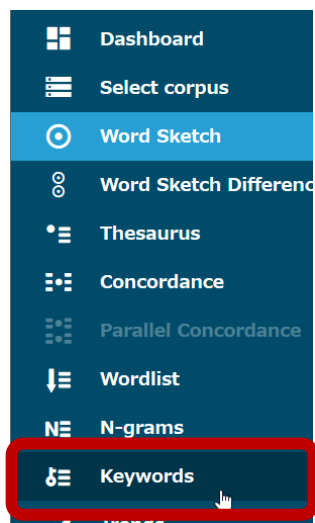 Dashboard
Select corpus
Word Sketch
Word Sketch Differenc
Thesaurus
Concordance
Parallel Concordance
Wordlist
N N-grams
Keywords